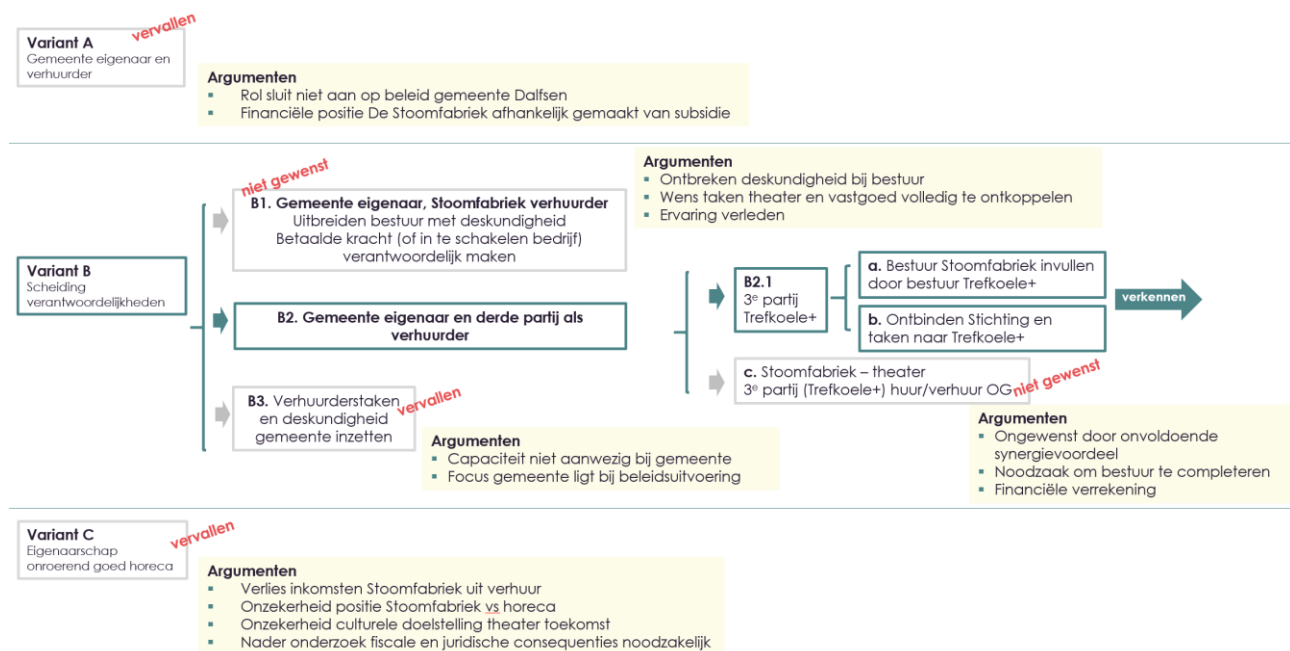 vervallen
Variant A
Gemeente eigenaar en
verhuurder
Argumenten
▪ Rol sluit niet aan op beleid gemeente Dalfsen
▪ Financiële positie De Stoomfabriek afhankelijk gemaakt van subsidie
Variant B
Scheiding
verantwoordelijkheden
niet gewenst
B1. Gemeente eigenaar, Stoomfabriek verhuurder
Uitbreiden bestuur met deskundigheid
Betaalde kracht (of in te schakelen bedrijf)
verantwoordelijk maken
Argumenten
▪ Ontbreken deskundigheid bij bestuur
▪ Wens taken theater en vastgoed volledig te ontkoppelen
▪ Ervaring verleden
B2. Gemeente eigenaar en derde partij als
verhuurder
B2.1
3e partij
Trefkoele+
a. Bestuur Stoomfabriek invullen
door bestuur Trefkoele+
b. Ontbinden Stichting en
taken naar Trefkoele+
verkennen
c. Stoomfabriek – theater
3e partij (Trefkoele+) huur/verhuur OG
niet gewenst
Argumenten
▪ Ongewenst door onvoldoende
synergievoordeel
▪ Noodzaak om bestuur te completeren
▪ Financiële verrekening
B3. Verhuurderstaken
en deskundigheid
gemeente inzetten
vervallen
Argumenten
▪ Capaciteit niet aanwezig bij gemeente
▪ Focus gemeente ligt bij beleidsuitvoering
Variant C
Eigenaarschap
onroerend goed horeca
vervallen
Argumenten
▪ Verlies inkomsten Stoomfabriek uit verhuur
▪ Onzekerheid positie Stoomfabriek vs horeca
▪ Onzekerheid culturele doelstelling theater toekomst
▪ Nader onderzoek fiscale en juridische consequenties noodzakelijk